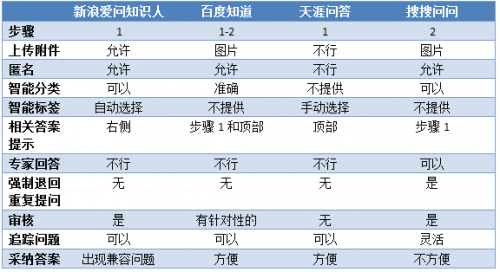 新浪爱问知识人 百度知道 天涯问答 搜搜问问
步骤 1 1-2 1 2
上传附件 允许 图片 不行 图片
匿名 允许 允许 不行 允许
智能分类 可以 准确 不提供 可以
智能标签 自动选择 不提供 手动选择 不提供
相关答案 右侧 步骤 1 和顶部 顶部 步骤 1
提示
专家回答 不行 不行 不行 可以
强制退回 无 无 无 是
重复提问
审核 是 有针对性的 无 是
追踪问题 可以 可以 可以 灵活
采纳答案 出现兼容问题 方便 方便 不方便